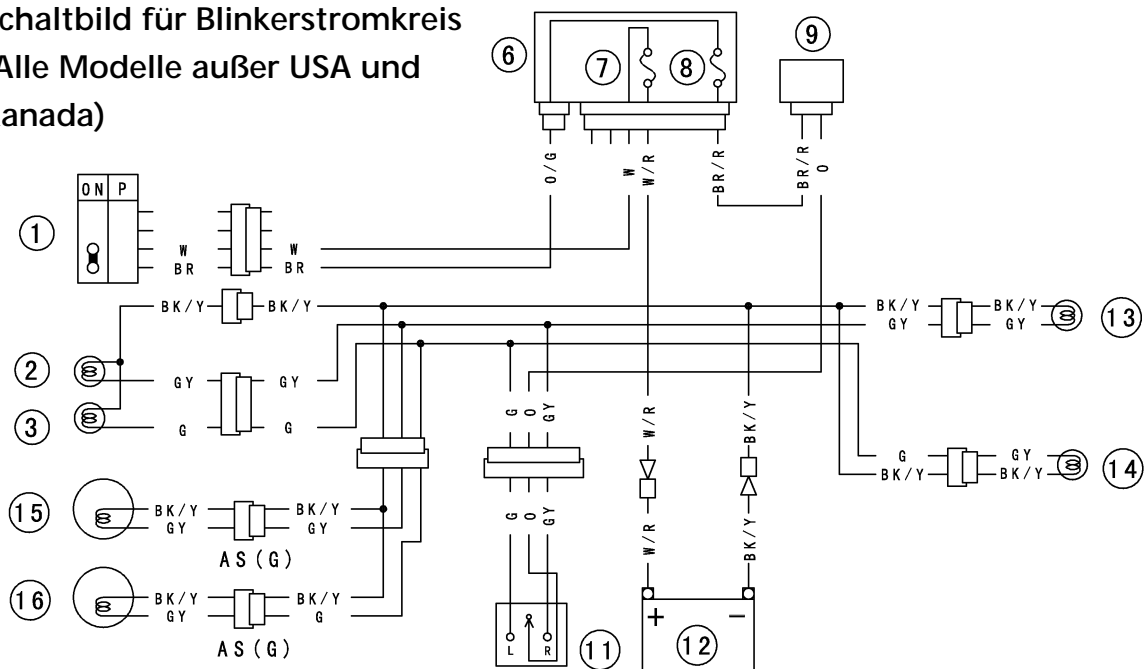 chaltbild für Blinkerstromkreis
Alle Modelle außer USA und
anada)
6
7
8
9
O/G
W
W/R
BR/R
BR/R
O
ON P
1
W W
BR BR
BK/Y BK/Y
BK/Y BK/Y
GY GY
13
2
GY GY
3
G G
G O GY
W/R
BK/Y
G GY
BK/Y BK/Y
14
15
BK/Y BK/Y
GY GY
AS(G)
G O GY
W/R
BK/Y
16
BK/Y BK/Y
GY G
AS(G)
L R
11
+ −
12